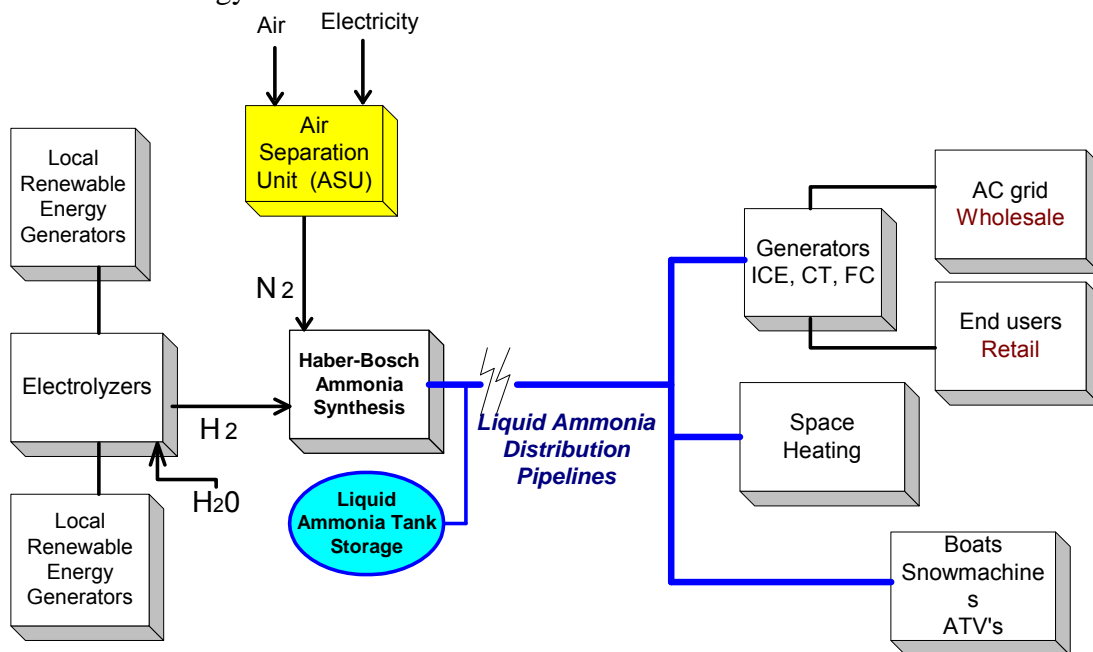 Air
Electricity
Air
Separation
Unit (ASU)
Local
Renewable
Energy
Generators
AC grid
Wholesale
Generators
ICE, CT, FC
N2
End users
Retail
Haber-Bosch
Ammonia
Synthesis
Electrolyzers
H2
Liquid Ammonia
Distribution
Pipelines
Space
Heating
H20
Liquid
Ammonia Tank
Storage
Local
Renewable
Energy
Generators
Boats
Snowmachine
s
ATV's